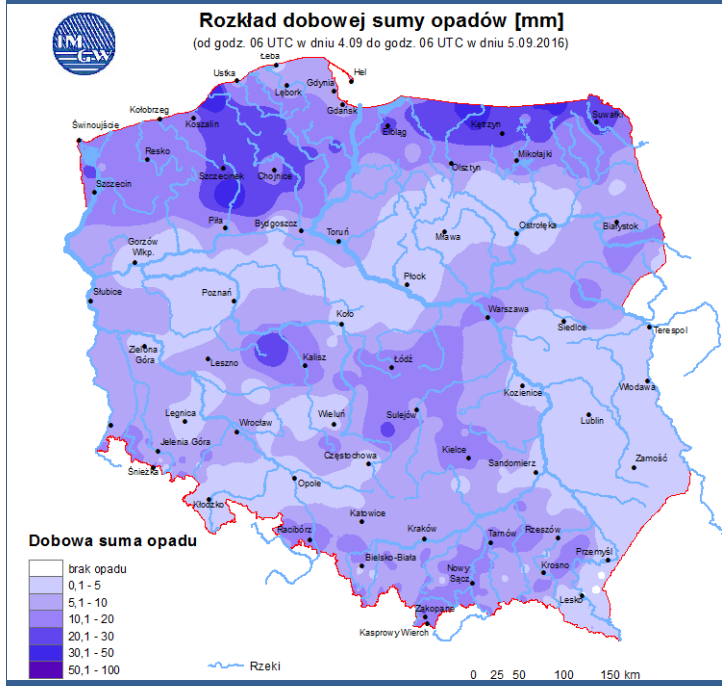 Rozkład dobowej sumy opadów [mm]
(od godz. 06 UTC w dniu 4.09 do godz. 06 UTC w dniu 5.09.2016)
IM
GW
Łeba
Ustka
Hel
Gdynia
Lębork
Gdańsk
Kołobrzeg
Koszalin
Suwałki
Świnoujście
Elbląg
Kętrzyn
Resko
Mikołajki
Olsztyn
Szczecinek
Chojnice
Szczecin
Piła
Bydgoszcz
Toruń
Mława
Ostrołęka
Białystok
Gorzów
Wlkp.
Płock
Słubice
Poznań
Koło
Warszawa
Siedlce
Terespol
Zielona
Góra
Leszno
Kalisz
Łódź
Kozienice
Włodawa
Legnica
Wieluń
Sulejów
Lublin
Wrocław
Jelenia Góra
Częstochowa
Kielce
Sandomierz
Zamość
Śnieżka
Opole
Kłodzko
Katowice
Racibórz
Kraków
Tarnów
Rzeszów
Przemyśl
Bielsko-Biała
Nowy
Sącz
Krosno
Lesko
Zakopane
Kasprowy Wierch
Dobowa suma opadu
brak opadu
0,1 - 5
5,1 - 10
10,1 - 20
20,1 - 30
30,1 - 50
50,1 - 100
Rzeki
0 25 50 100 150 km